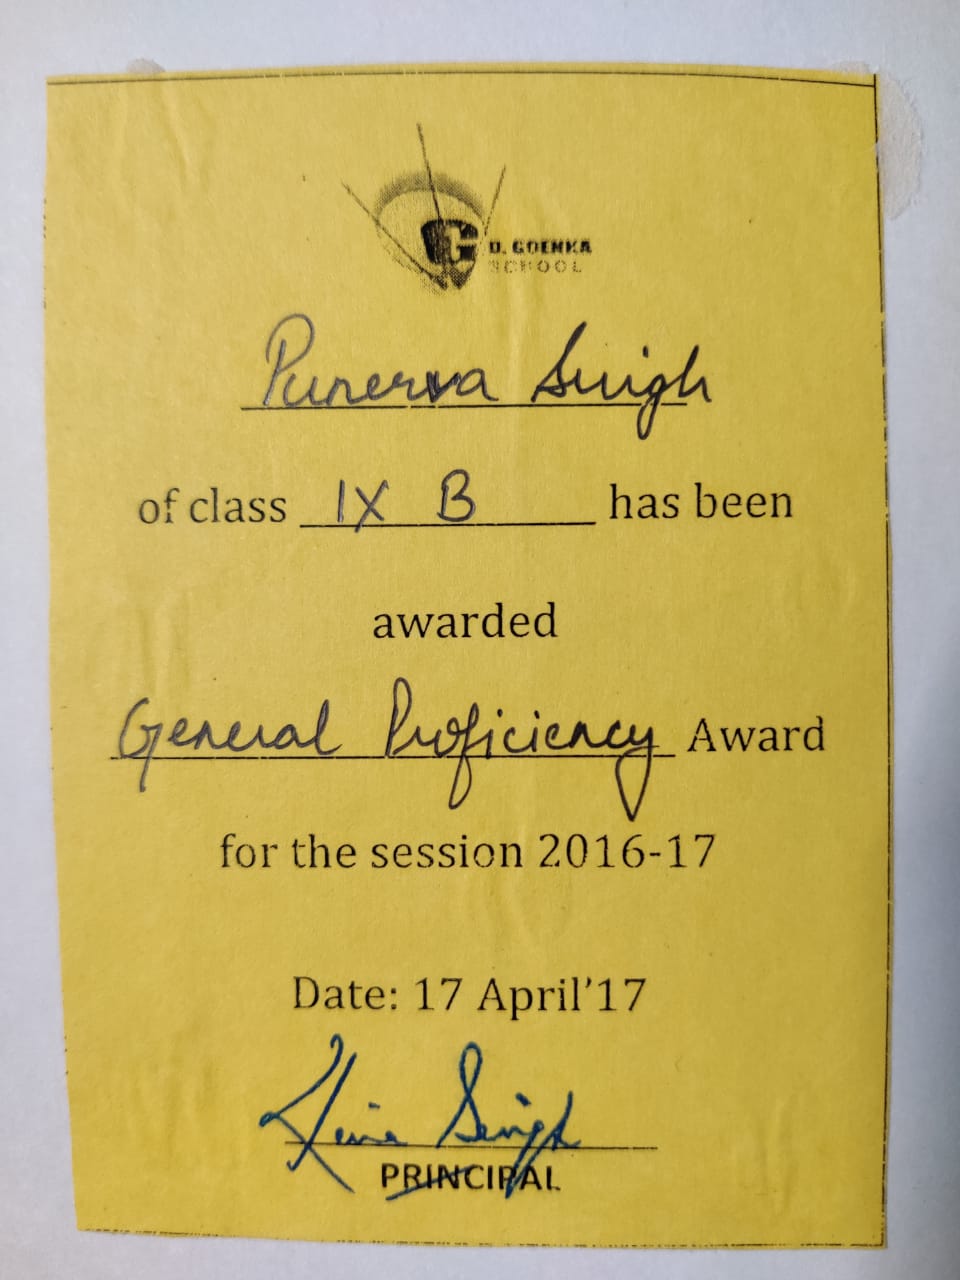 G D. GOENKA
SCHOOL
Punerva Singh
of class IX B has been
awarded
General Proficiency Award
for the session 2016-17
Date: 17 April'17
Singh
PRINCIPAL